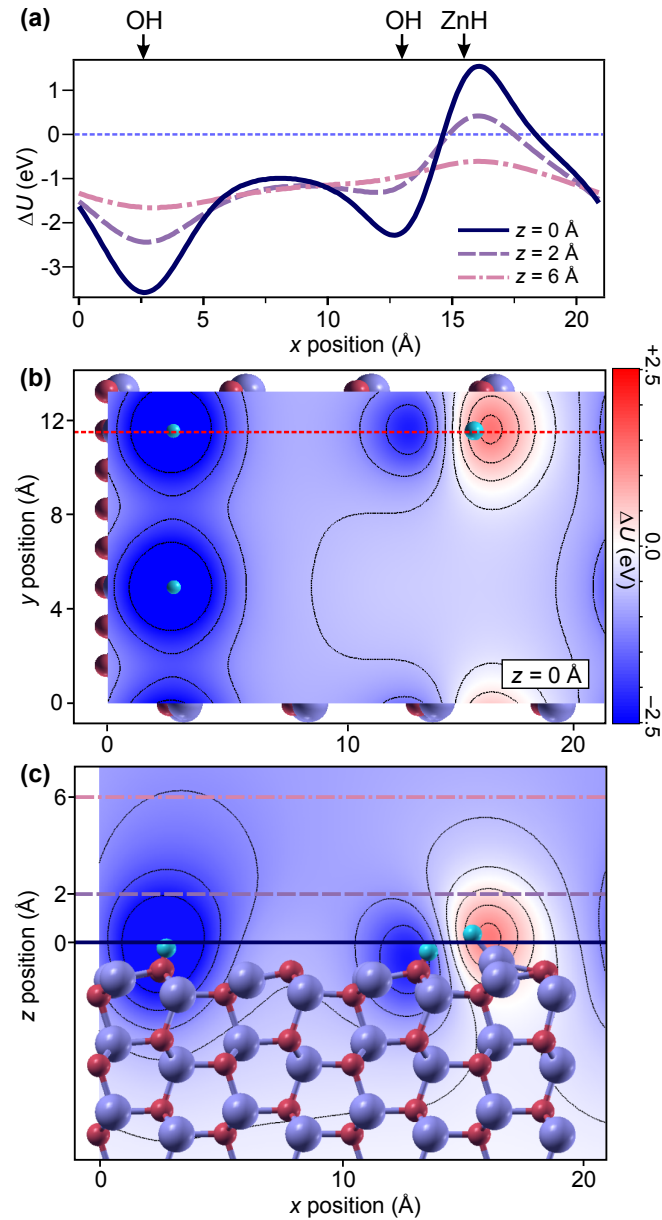 (a)
OH OH ZnH
1
0
-1
-2
-3
ΔU (eV)
z = 0 Å
z = 2 Å
z = 6 Å
0 5 10 15 20
x position (Å)
(b)
12
8
4
0
y position (Å)
z = 0 Å
0 10 20
+2.5
ΔU (eV)
−2.5
(c)
6
2
0
z position (Å)
0 10 20
x position (Å)